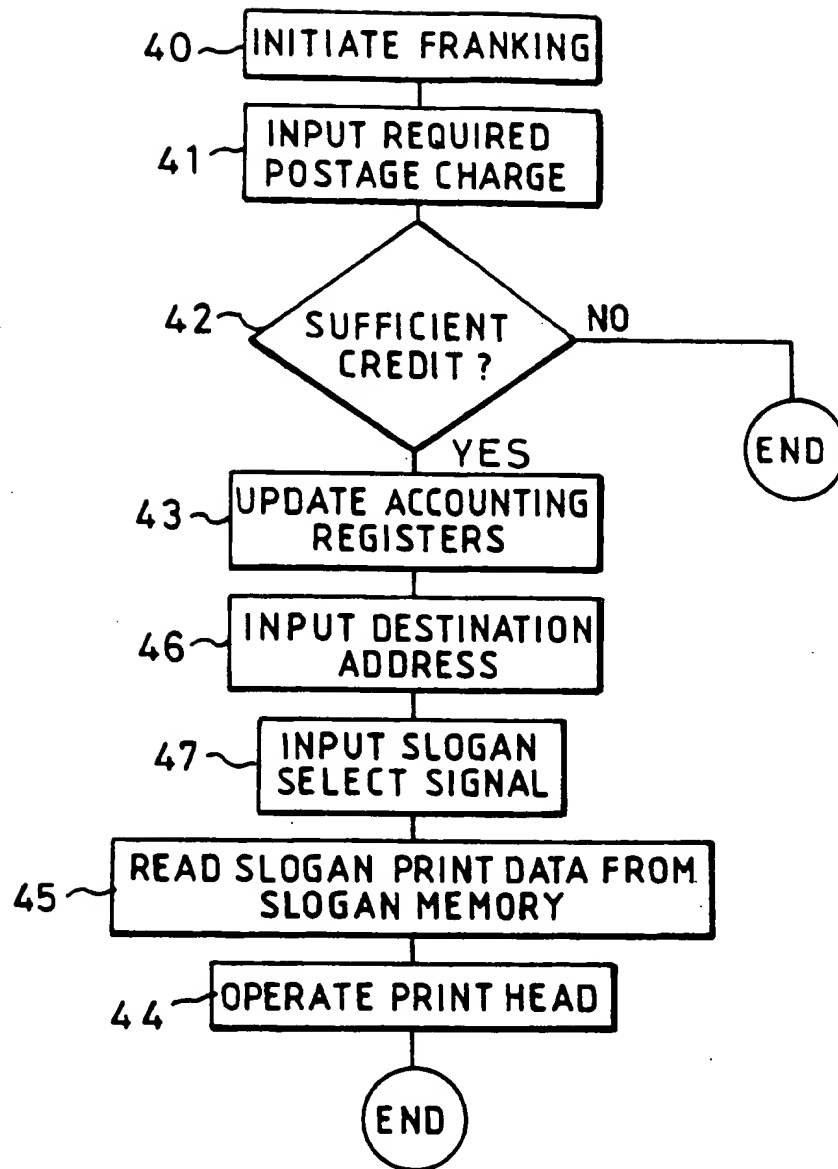 40 INITIATE FRANKING
41 INPUT REQUIRED
POSTAGE CHARGE
42 SUFFICIENT
CREDIT ?
NO
END
YES
43 UPDATE ACCOUNTING
REGISTERS
46 INPUT DESTINATION
ADDRESS
47 INPUT SLOGAN
SELECT SIGNAL
45 READ SLOGAN PRINT DATA FROM
SLOGAN MEMORY
44 OPERATE PRINT HEAD
END